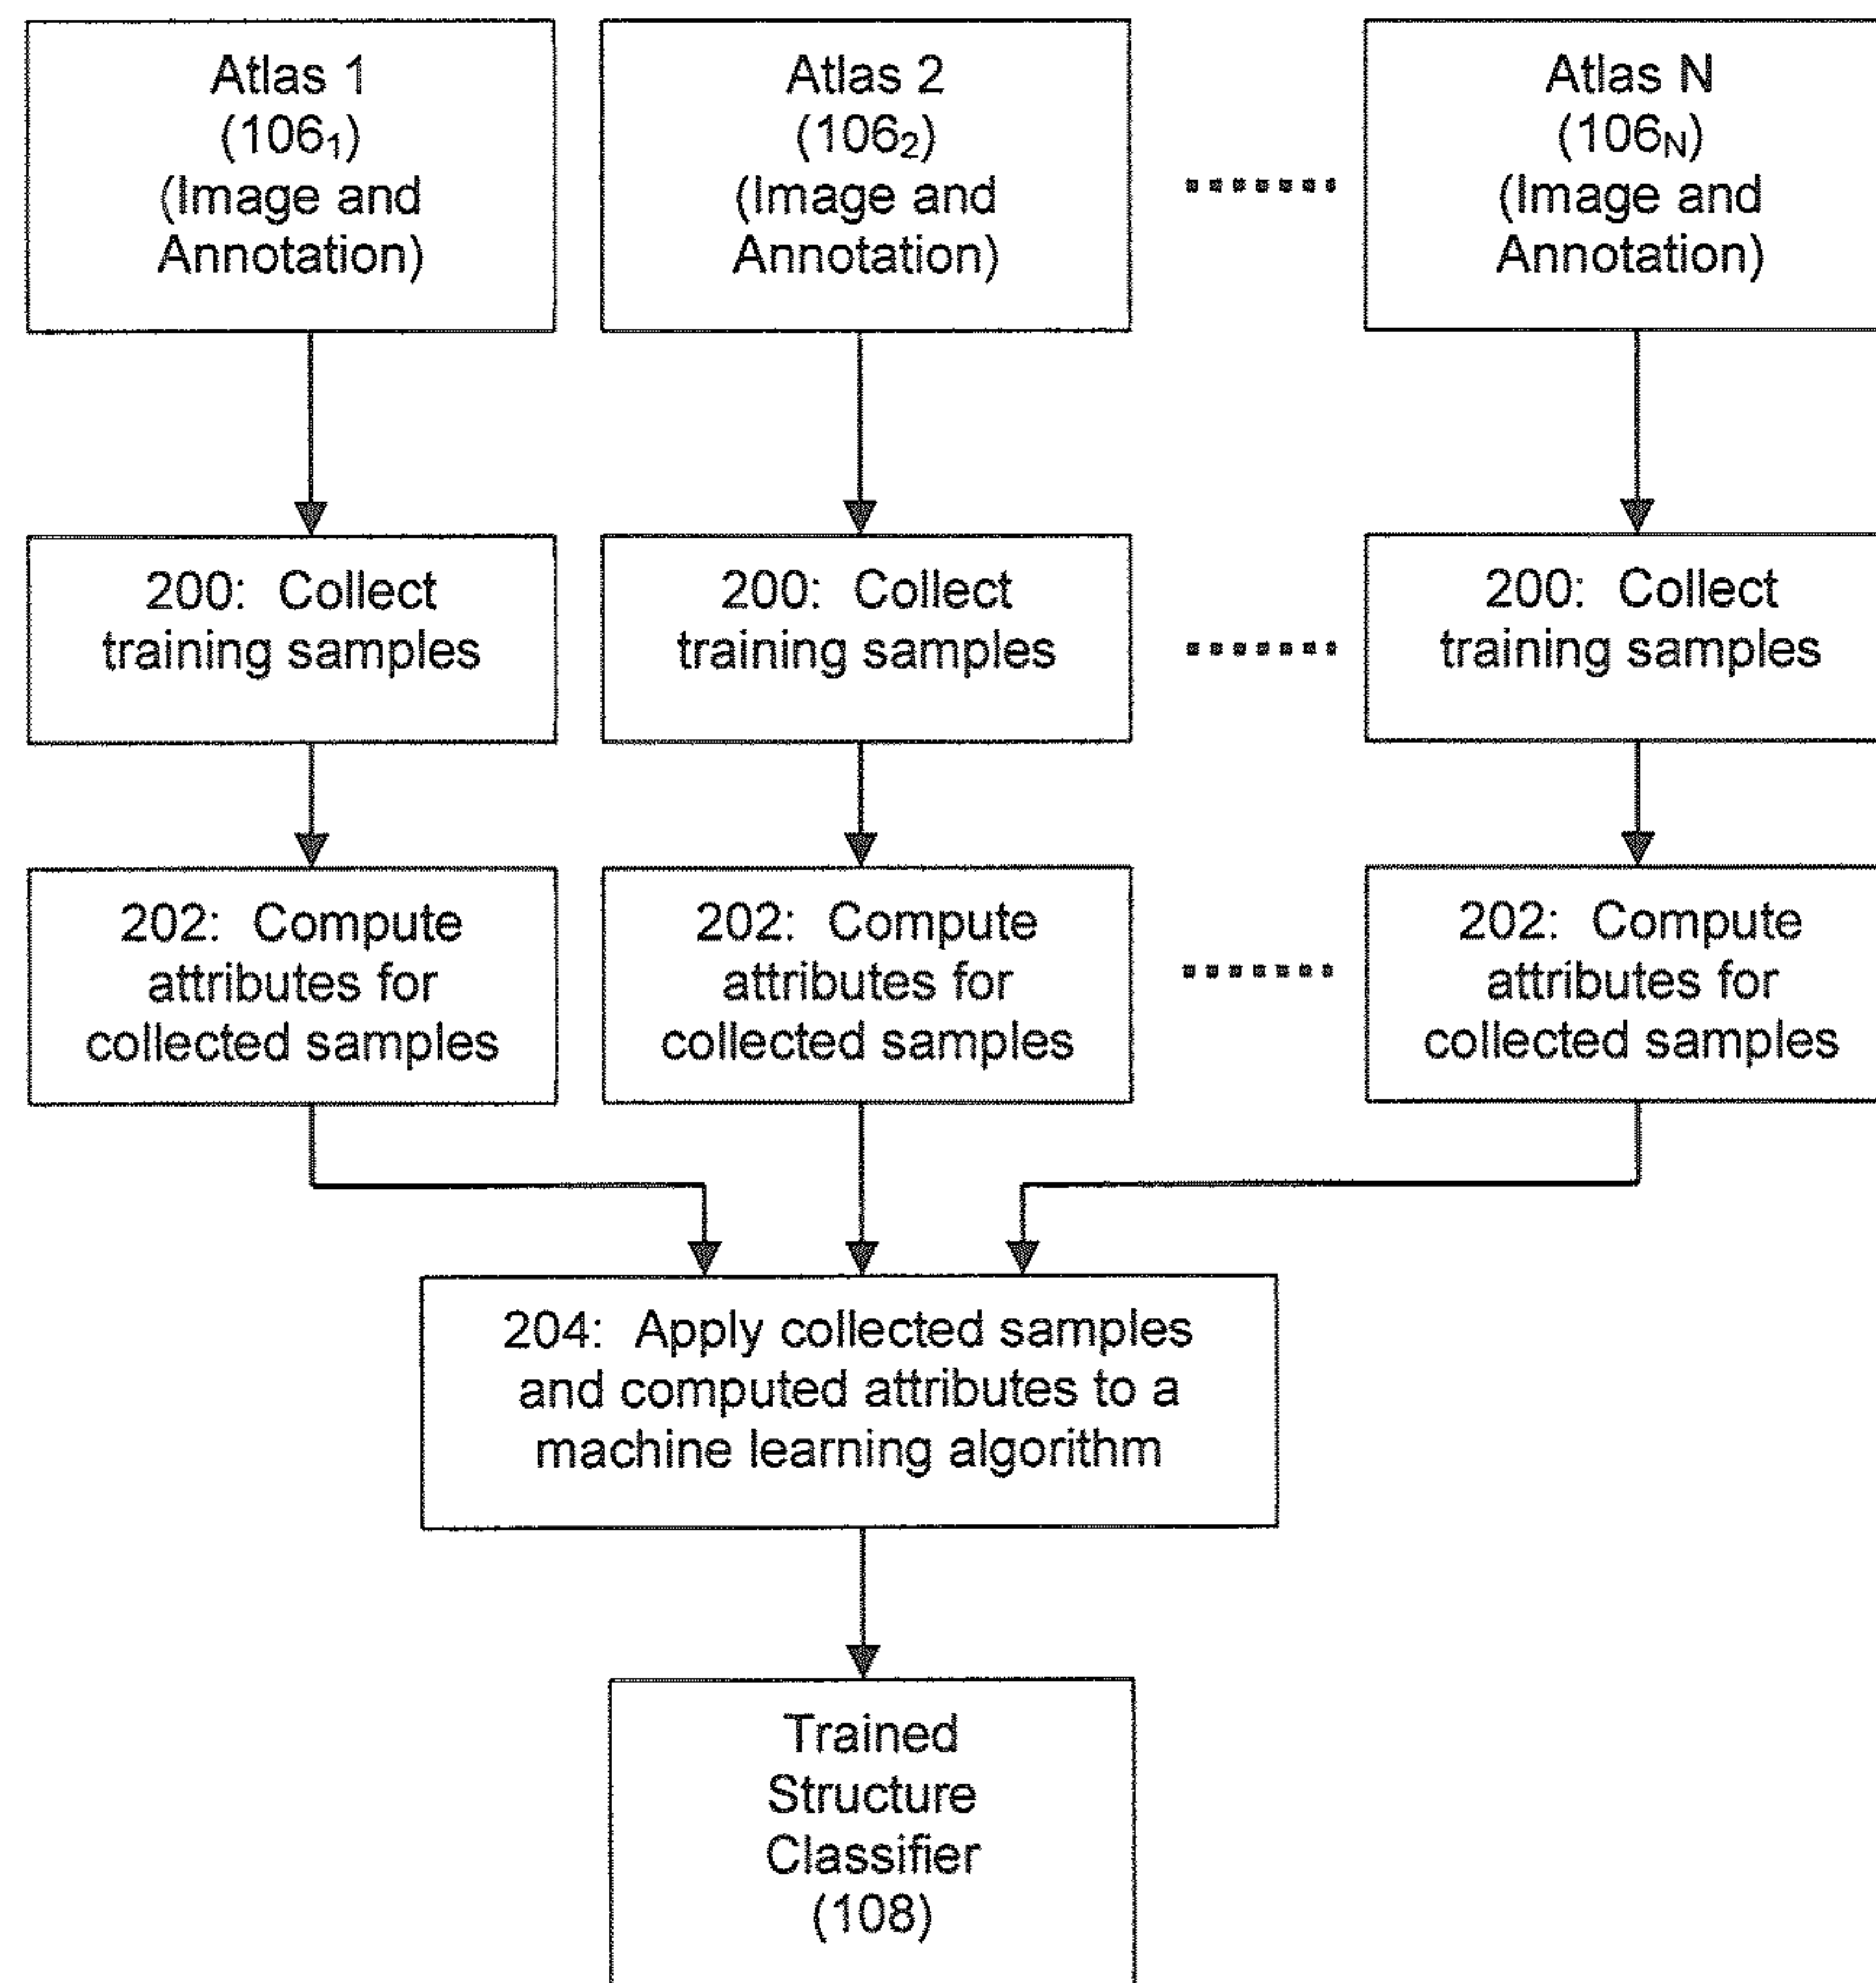 Atlas 1
(106₁)
(Image and
Annotation)
Atlas 2
(106₂)
(Image and
Annotation)
Atlas N
(106ₙ)
(Image and
Annotation)
200: Collect
training samples
200: Collect
training samples
200: Collect
training samples
202: Compute
attributes for
collected samples
202: Compute
attributes for
collected samples
202: Compute
attributes for
collected samples
204: Apply collected samples
and computed attributes to a
machine learning algorithm
Trained
Structure
Classifier
(108)